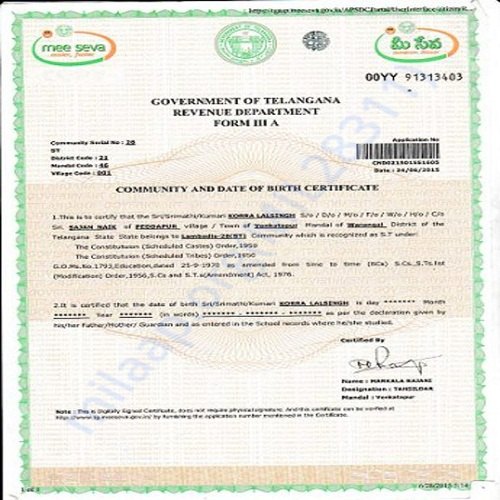 mee seva
మీ సేవ
00YY 91313403
GOVERNMENT OF TELANGANA
REVENUE DEPARTMENT
FORM III A
Community Serial No : 28
ST
District Code : 21
Mandal Code : 46
Village Code : 001
Application No
Date : 24/06/2015
COMMUNITY AND DATE OF BIRTH CERTIFICATE
1.This is to certify that the Sri/Srimathi/Kumari KORRA LALSINGH S/o / D/o / M/o / F/o / W/o / H/o / C/o
Sri. SAJAN NAIK of PEDDAPUR village / Town of Venkatapur Mandal of Warangal District of the
Telangana State State belongs to Lambadis-28(ST) Community which is recognized as S.T under:
The Constitution (Scheduled Castes) Order,1950
The Constitution (Scheduled Tribes) Order,1950
G.O.Ms.No.1793,Education,dated 25-9-1970 as amended from time to time (BCs) S.Cs.,S.Ts.list
(Modification) Order,1956,S.Cs and S.T.s(Amendment) Act, 1976.
2.It is certified that the date of birth Sri/Srimathi/Kumari KORRA LALSINGH is day ******* Month
******* Year ******* (in words) ******* - ******* - ******* as per the declaration given by
his/her Father/Mother/ Guardian and as entered in the School records where he/she studied.
Certified By
Name : MANKALA RAJANI
Designation : TAHSILDAR
Mandal : Venkatapur
Note : This is Digitally Signed Certificate, does not require physical signature. And this certificate can be verified at
http://www.tg.meeseva.gov.in/ by furnishing the application number mentioned in the Certificate.